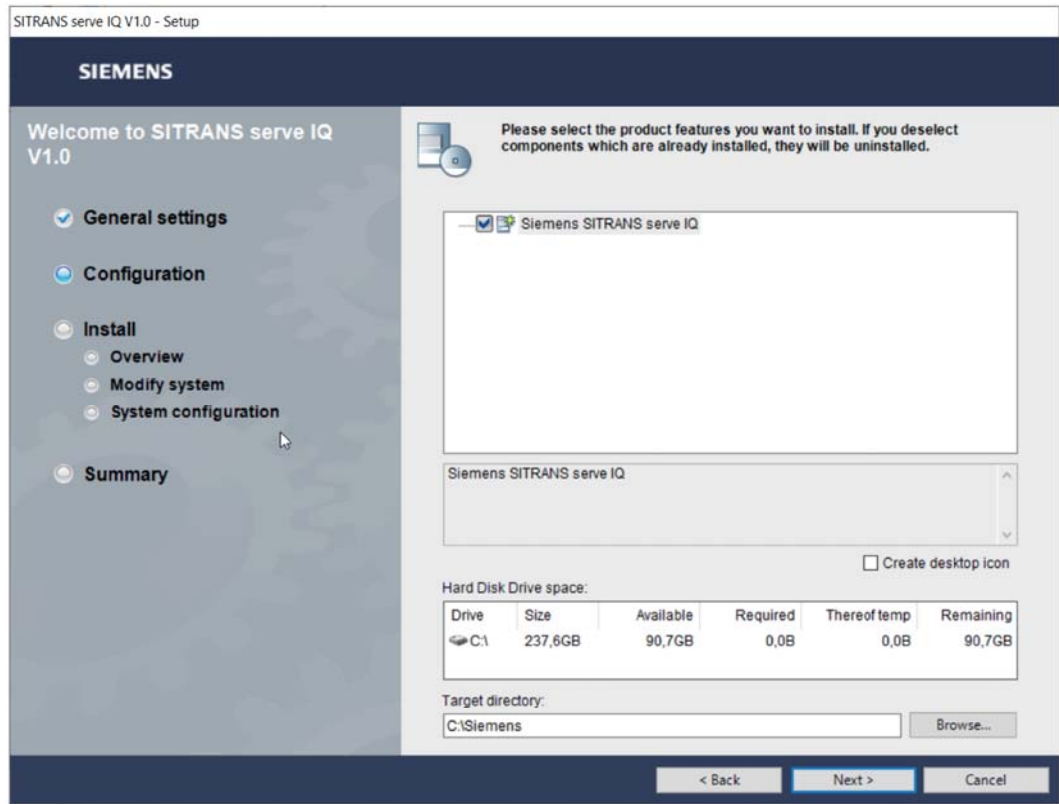 SITRANS serve IQ V1.0 - Setup
SIEMENS
Welcome to SITRANS serve IQ
V1.0
General settings
Configuration
Install
Overview
Modify system
System configuration
Summary
Please select the product features you want to install. If you deselect
components which are already installed, they will be uninstalled.
Siemens SITRANS serve IQ
Siemens SITRANS serve IQ
Create desktop icon
Hard Disk Drive space:
Drive Size Available Required Thereof temp Remaining
C:\ 237,6GB 90,7GB 0,0B 0,0B 90,7GB
Target directory:
C:\Siemens Browse...
< Back Next > Cancel